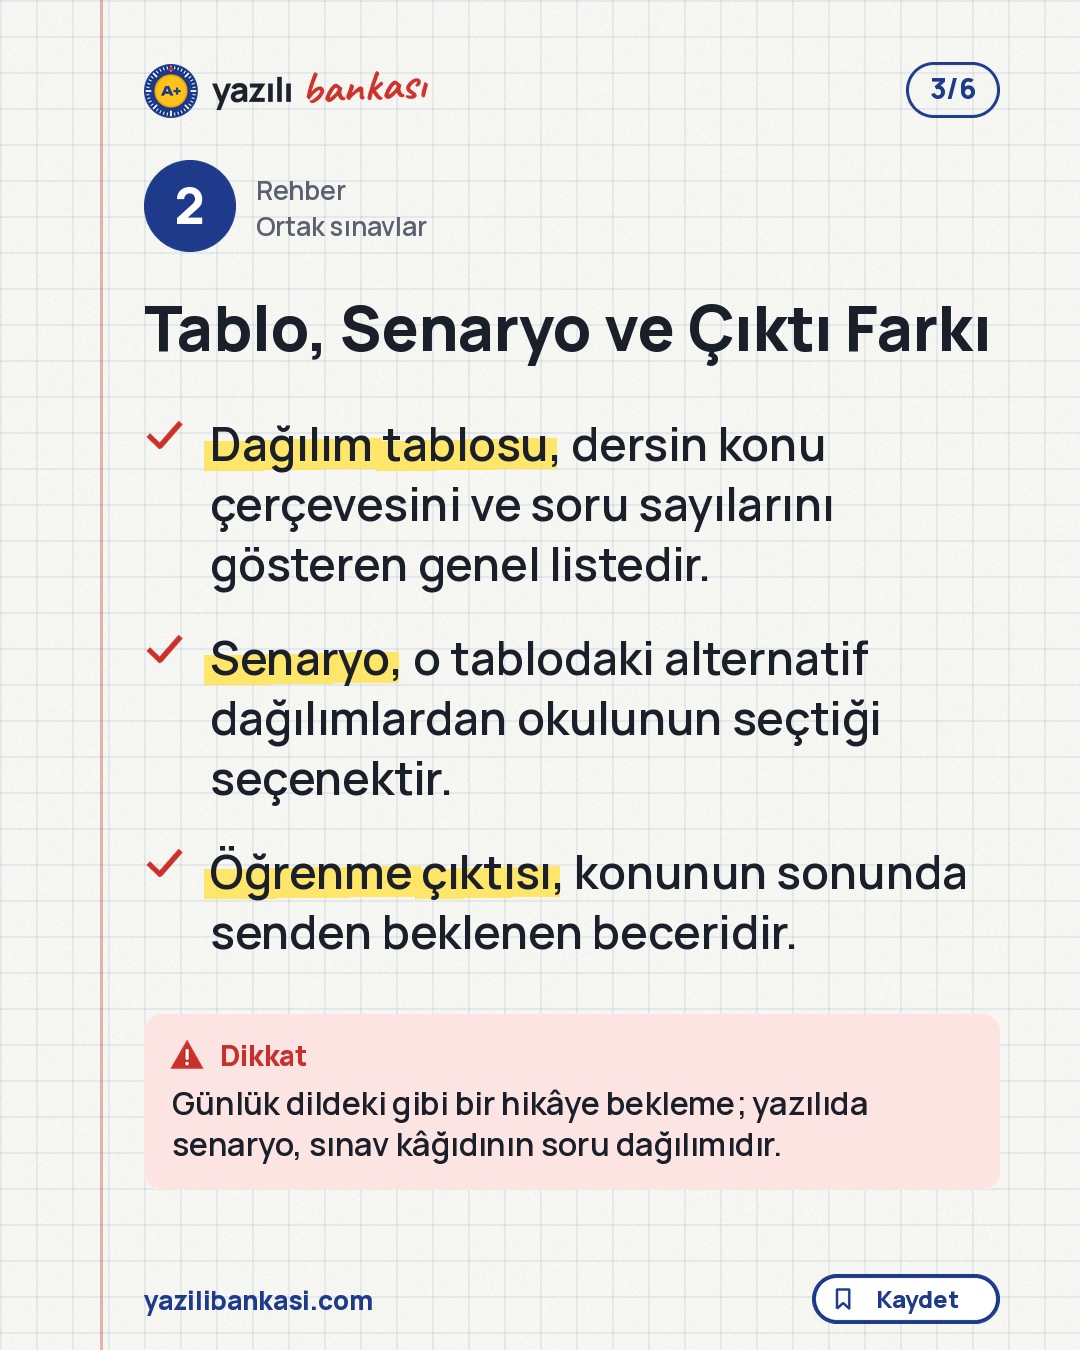 A+
yazılı bankası
3/6
2
Rehber
Ortak sınavlar
Tablo, Senaryo ve Çıktı Farkı
Dağılım tablosu, dersin konu
çerçevesini ve soru sayılarını
gösteren genel listedir.
Senaryo, o tablodaki alternatif
dağılımlardan okulunun seçtiği
seçenektir.
Öğrenme çıktısı, konunun sonunda
senden beklenen beceridir.
Dikkat
Günlük dildeki gibi bir hikâye bekleme; yazılıda
senaryo, sınav kâğıdının soru dağılımıdır.
yazilibankasi.com
Kaydet